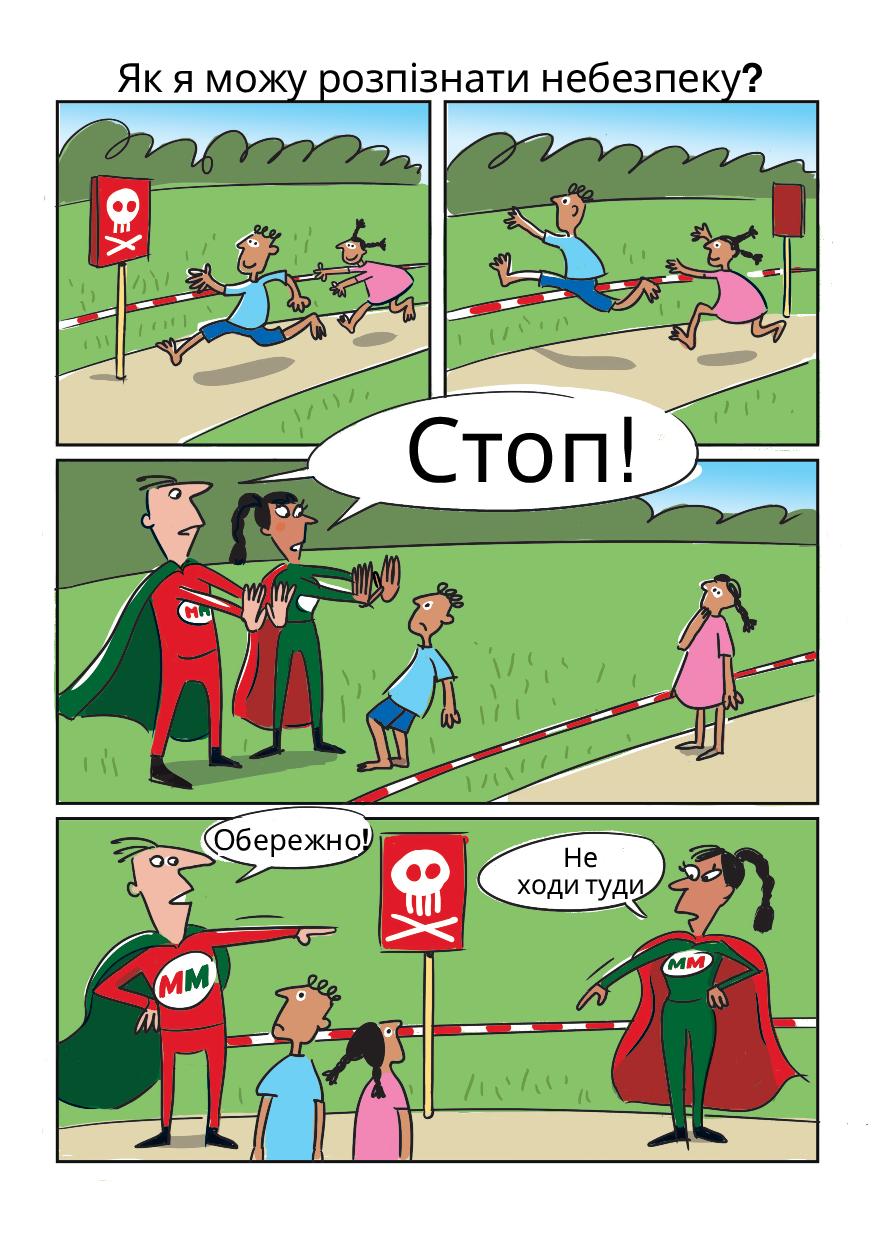 Як я можу розпізнати небезпеку?
Стоп!
MM
Обережно!
Не
ходи туди
MM
MM